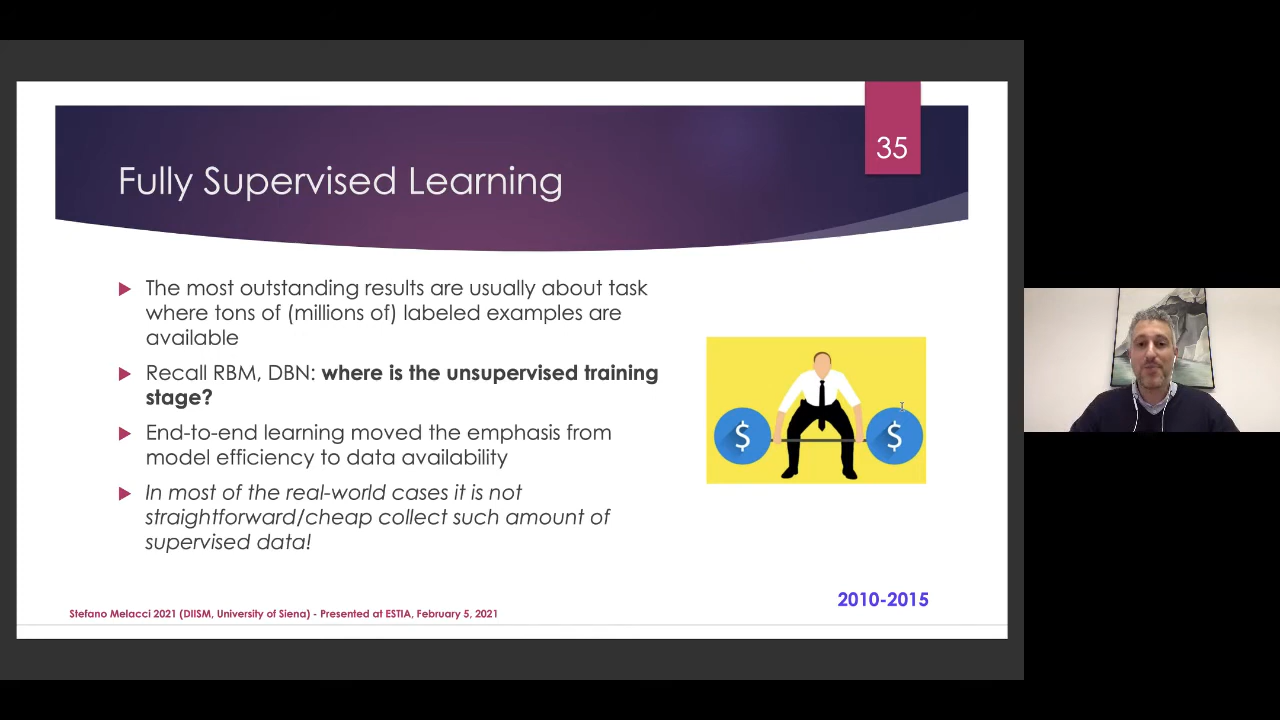 35
Fully Supervised Learning
The most outstanding results are usually about task
where tons of (millions of) labeled examples are
available
Recall RBM, DBN: where is the unsupervised training
stage?
End-to-end learning moved the emphasis from
model efficiency to data availability
In most of the real-world cases it is not
straightforward/cheap collect such amount of
supervised data!
$ $
2010-2015
Stefano Melacci 2021 (DIISM, University of Siena) - Presented at ESTIA, February 5, 2021